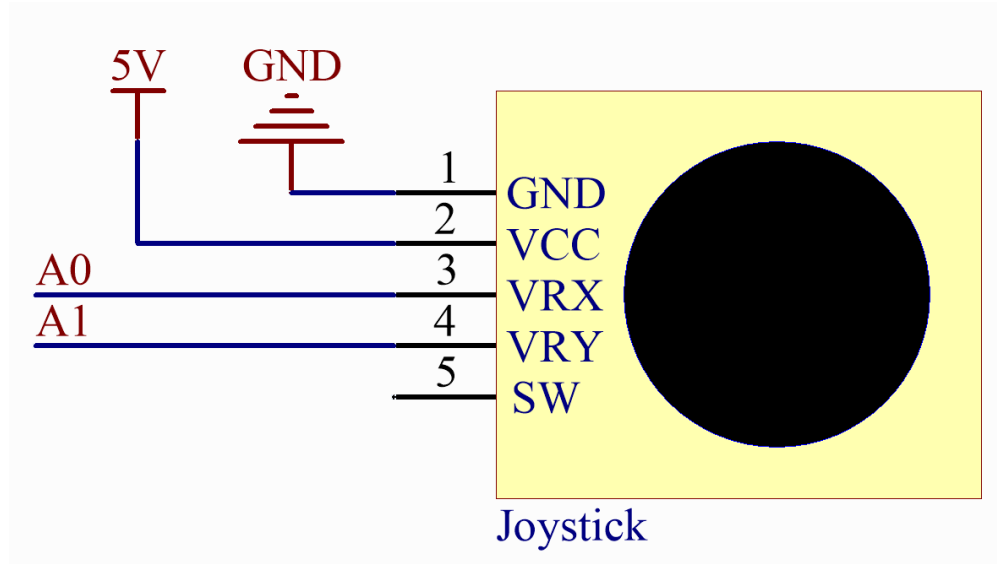 5V GND
1 GND
2 VCC
A0 3 VRX
A1 4 VRY
5 SW
Joystick